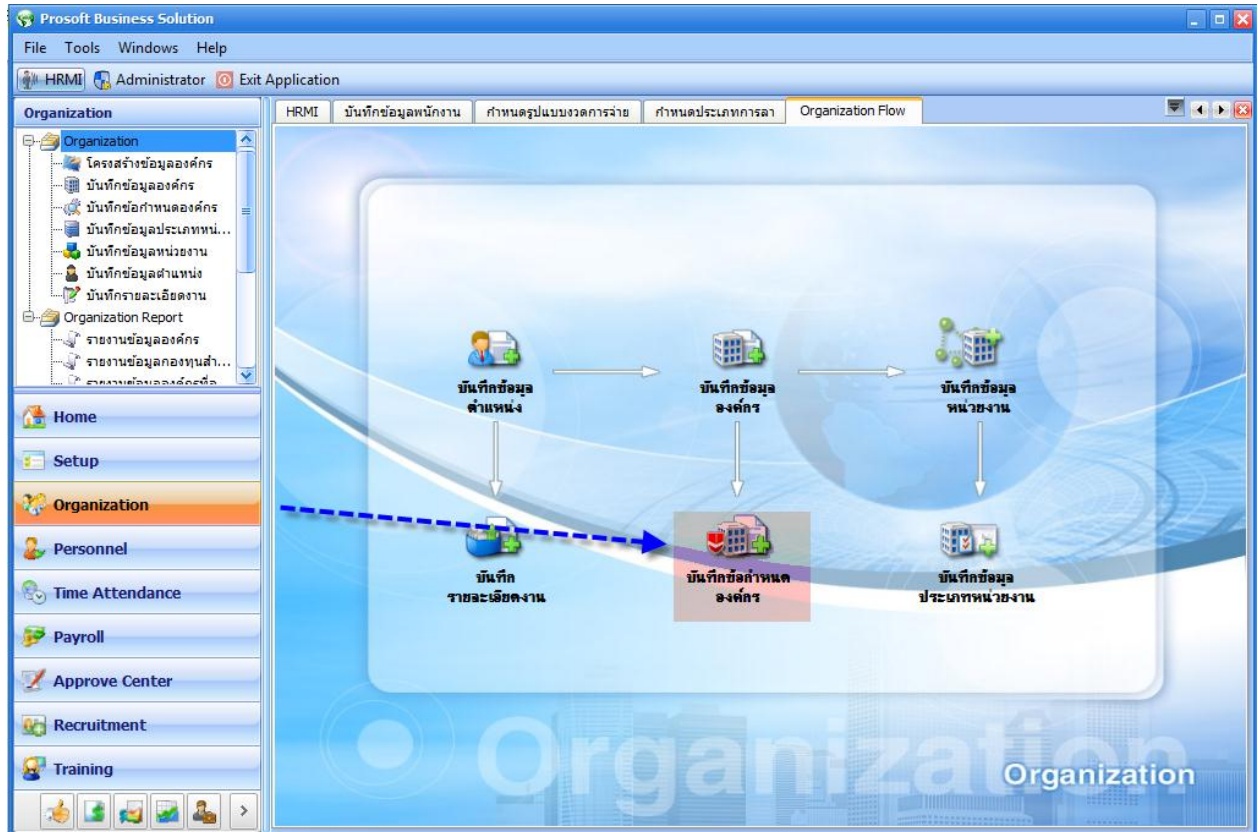 Prosoft Business Solution
File Tools Windows Help
HRMI Administrator Exit Application
Organization
HRMI บันทึกข้อมูลพนักงาน กำหนดรูปแบบงวดการจ่าย กำหนดประเภทการลา Organization Flow
Organization
โครงสร้างข้อมูลองค์กร
บันทึกข้อมูลองค์กร
บันทึกข้อกำหนดองค์กร
บันทึกข้อมูลประเภทหน่...
บันทึกข้อมูลหน่วยงาน
บันทึกข้อมูลตำแหน่ง
บันทึกรายละเอียดงาน
Organization Report
รายงานข้อมูลองค์กร
รายงานข้อมูลกองทุนสำ...
Home
Setup
Organization
Personnel
Time Attendance
Payroll
Approve Center
Recruitment
Training
บันทึกข้อมูล
ตำแหน่ง
บันทึกข้อมูล
องค์กร
บันทึกข้อมูล
หน่วยงาน
บันทึก
รายละเอียดงาน
บันทึกข้อกำหนด
องค์กร
บันทึกข้อมูล
ประเภทหน่วยงาน
Organization
Organization